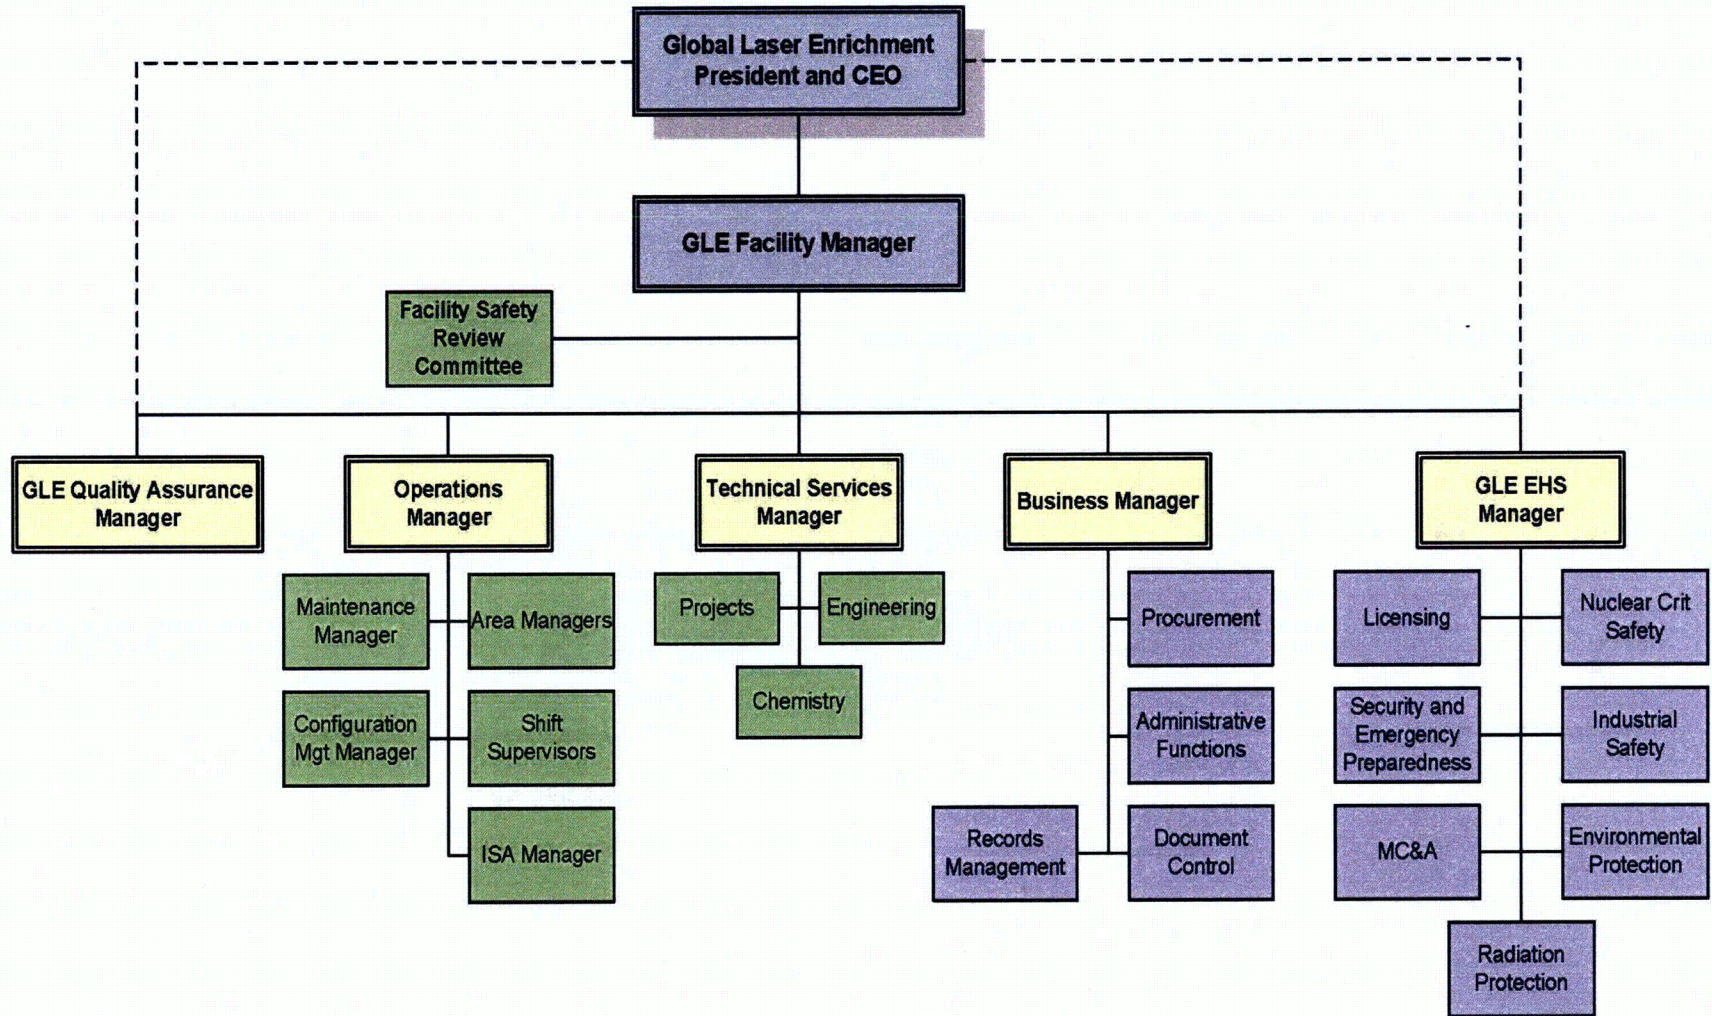 Global Laser Enrichment
President and CEO
GLE Facility Manager
Facility Safety
Review
Committee
GLE Quality Assurance
Manager
Operations
Manager
Technical Services
Manager
Business Manager
GLE EHS
Manager
Maintenance
Manager
Area Managers
Configuration
Mgt Manager
Shift
Supervisors
ISA Manager
Projects
Engineering
Chemistry
Procurement
Administrative
Functions
Records
Management
Document
Control
Licensing
Nuclear Crit
Safety
Security and
Emergency
Preparedness
Industrial
Safety
MC&A
Environmental
Protection
Radiation
Protection